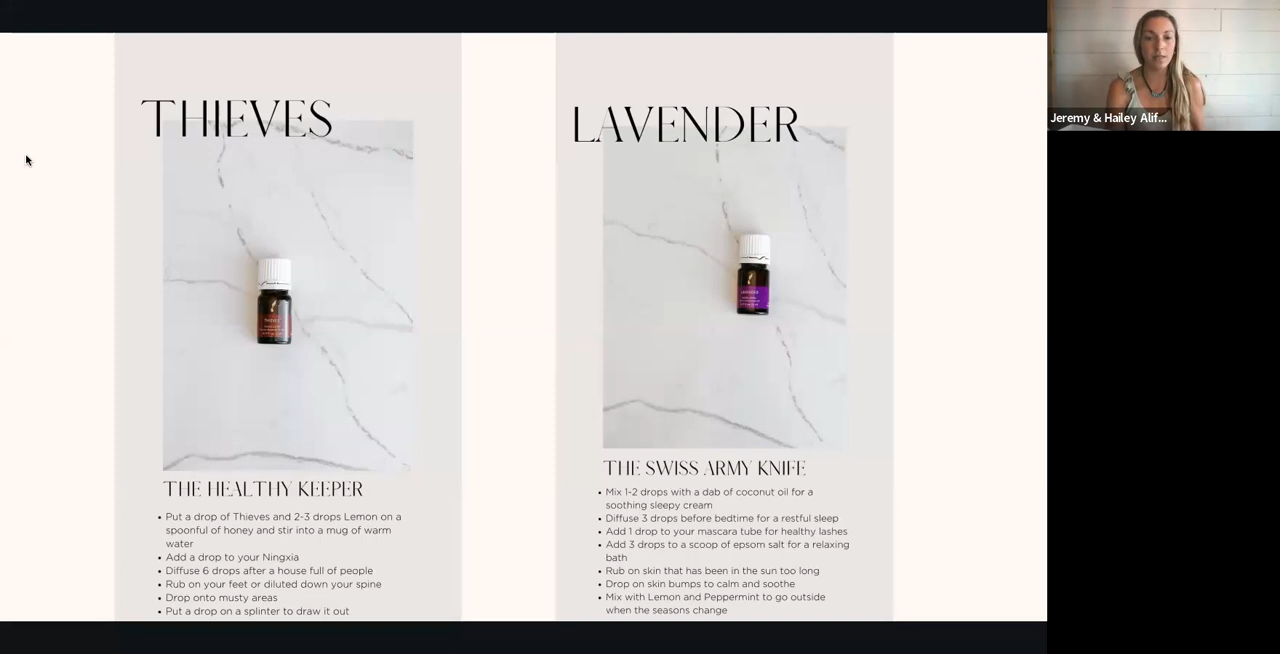 THIEVES
THE HEALTHY KEEPER
• Put a drop of Thieves and 2-3 drops Lemon on a
spoonful of honey and stir into a mug of warm
water
• Add a drop to your Ningxia
• Diffuse 6 drops after a house full of people
• Rub on your feet or diluted down your spine
• Drop onto musty areas
• Put a drop on a splinter to draw it out
LAVENDER
LAVENDER
THE SWISS ARMY KNIFE
• Mix 1-2 drops with a dab of coconut oil for a
soothing sleepy cream
• Diffuse 3 drops before bedtime for a restful sleep
• Add 1 drop to your mascara tube for healthy lashes
• Add 3 drops to a scoop of epsom salt for a relaxing
bath
• Rub on skin that has been in the sun too long
• Drop on skin bumps to calm and soothe
• Mix with Lemon and Peppermint to go outside
when the seasons change
Jeremy & Hailey Alif...